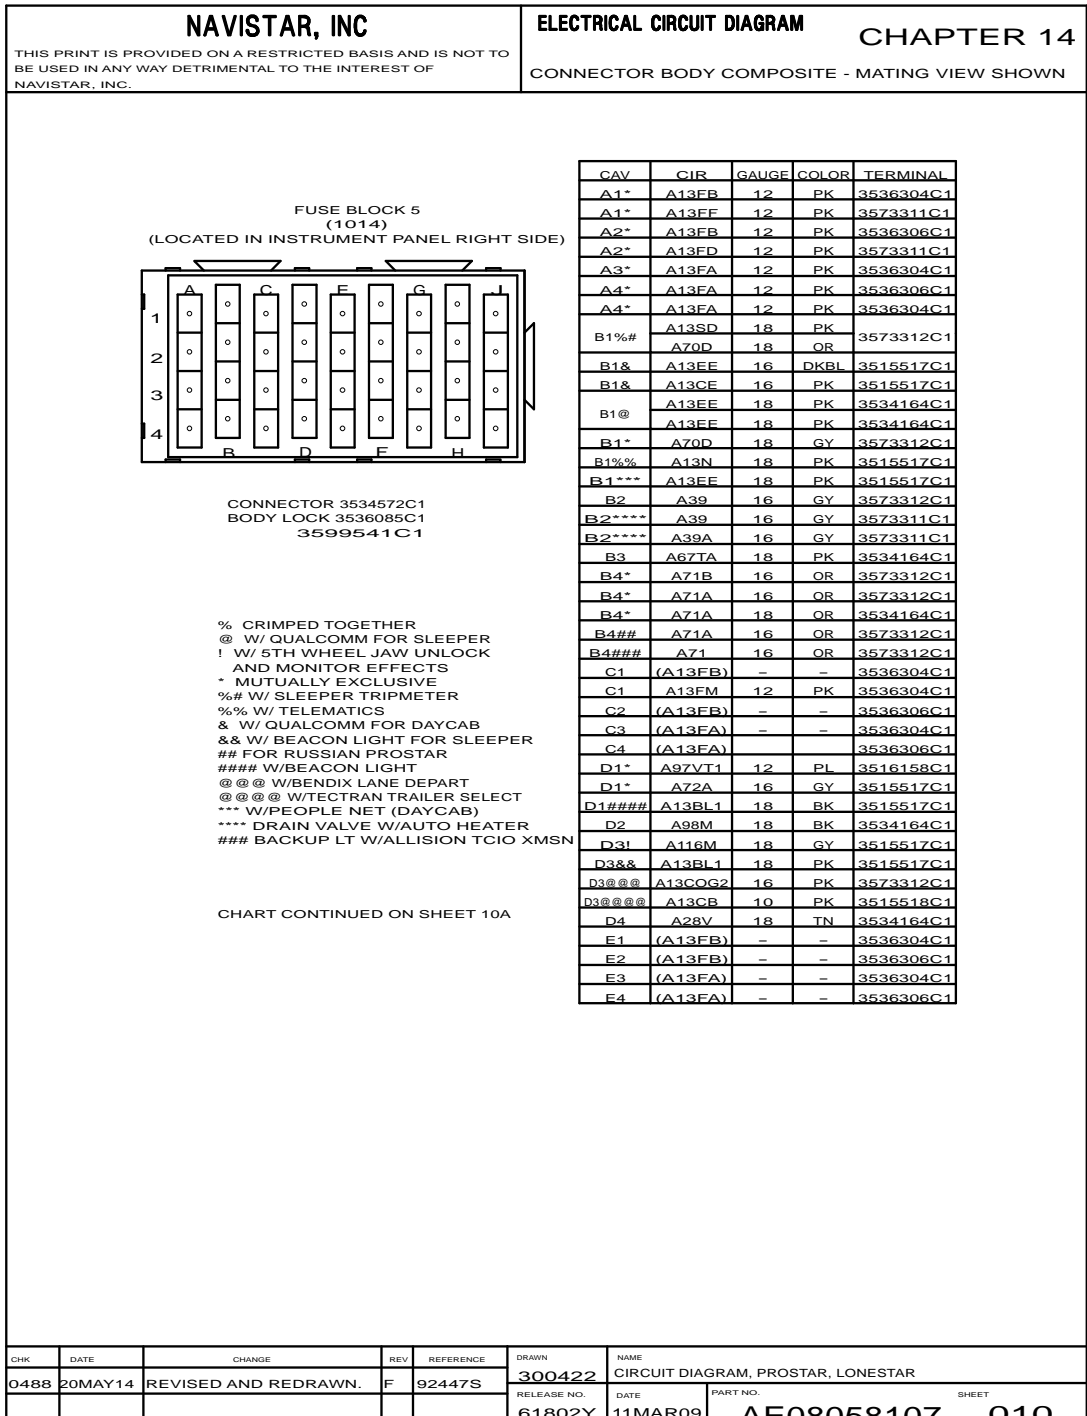 NAVISTAR, INC
THIS PRINT IS PROVIDED ON A RESTRICTED BASIS AND IS NOT TO
BE USED IN ANY WAY DETRIMENTAL TO THE INTEREST OF
NAVISTAR, INC.
ELECTRICAL CIRCUIT DIAGRAM
CHAPTER 14
CONNECTOR BODY COMPOSITE - MATING VIEW SHOWN
FUSE BLOCK 5
(1014)
(LOCATED IN INSTRUMENT PANEL RIGHT SIDE)
A C E G J
1
2
3
4
B D F H
CONNECTOR 3534572C1
BODY LOCK 3536085C1
3599541C1
% CRIMPED TOGETHER
@ W/ QUALCOMM FOR SLEEPER
! W/ 5TH WHEEL JAW UNLOCK
AND MONITOR EFFECTS
* MUTUALLY EXCLUSIVE
%# W/ SLEEPER TRIPMETER
%% W/ TELEMATICS
& W/ QUALCOMM FOR DAYCAB
&& W/ BEACON LIGHT FOR SLEEPER
## FOR RUSSIAN PROSTAR
#### W/BEACON LIGHT
@@@ W/BENDIX LANE DEPART
@@@@ W/TECTRAN TRAILER SELECT
*** W/PEOPLE NET (DAYCAB)
**** DRAIN VALVE W/AUTO HEATER
### BACKUP LT W/ALLISION TCIO XMSN
CHART CONTINUED ON SHEET 10A
CAV CIR GAUGE COLOR TERMINAL
A1* A13FB 12 PK 3536304C1
A1* A13FF 12 PK 3573311C1
A2* A13FB 12 PK 3536306C1
A2* A13FD 12 PK 3573311C1
A3* A13FA 12 PK 3536304C1
A4* A13FA 12 PK 3536306C1
A4* A13FA 12 PK 3536304C1
B1%# A13SD 18 PK 3573312C1
A70D 18 OR
B1& A13EE 16 DKBL 3515517C1
B1& A13CE 16 PK 3515517C1
B1@ A13EE 18 PK 3534164C1
A13EE 18 PK 3534164C1
B1* A70D 18 GY 3573312C1
B1%% A13N 18 PK 3515517C1
B1*** A13EE 18 PK 3515517C1
B2 A39 16 GY 3573312C1
B2**** A39 16 GY 3573311C1
B2**** A39A 16 GY 3573311C1
B3 A67TA 18 PK 3534164C1
B4* A71B 16 OR 3573312C1
B4* A71A 16 OR 3573312C1
B4* A71A 18 OR 3534164C1
B4## A71A 16 OR 3573312C1
B4### A71 16 OR 3573312C1
C1 (A13FB) – – 3536304C1
C1 A13FM 12 PK 3536304C1
C2 (A13FB) – – 3536306C1
C3 (A13FA) – – 3536304C1
C4 (A13FA) 3536306C1
D1* A97VT1 12 PL 3516158C1
D1* A72A 16 GY 3515517C1
D1#### A13BL1 18 BK 3515517C1
D2 A98M 18 BK 3534164C1
D3! A116M 18 GY 3515517C1
D3&& A13BL1 18 PK 3515517C1
D3@@@ A13COG2 16 PK 3573312C1
D3@@@@ A13CB 10 PK 3515518C1
D4 A28V 18 TN 3534164C1
E1 (A13FB) – – 3536304C1
E2 (A13FB) – – 3536306C1
E3 (A13FA) – – 3536304C1
E4 (A13FA) – – 3536306C1
CHK DATE CHANGE REV REFERENCE
0488 20MAY14 REVISED AND REDRAWN. F 92447S
DRAWN
300422
NAME
CIRCUIT DIAGRAM, PROSTAR, LONESTAR
RELEASE NO. DATE PART NO. SHEET
61802Y 11MAR09 AE08058107 010